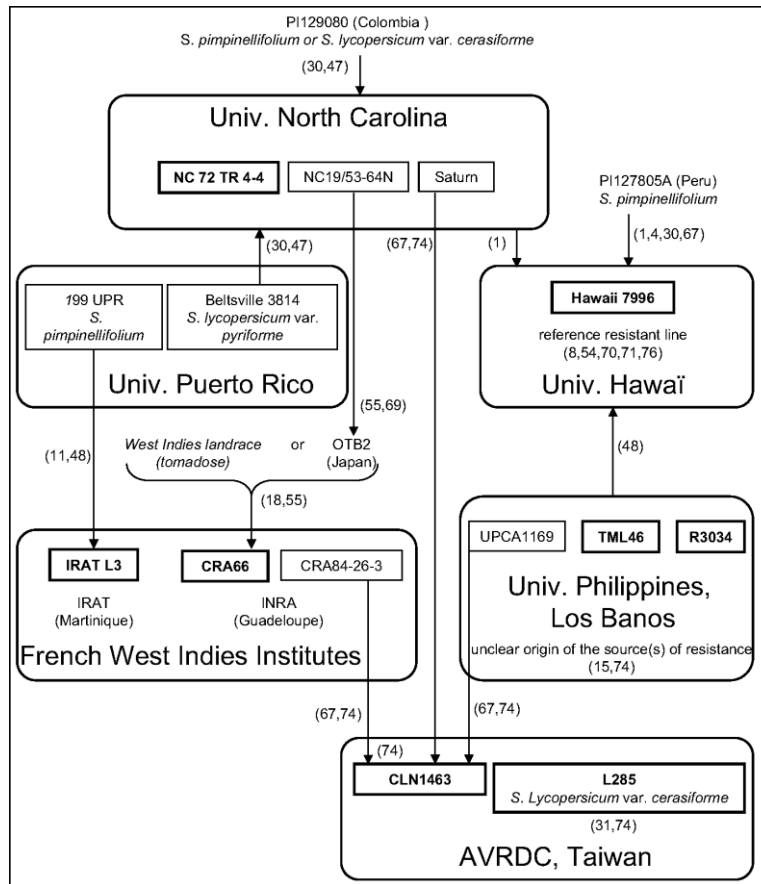 PI129080 (Colombia )
S. pimpinellifolium or S. lycopersicum var. cerasiforme
(30,47)
Univ. North Carolina
NC 72 TR 4-4
NC19/53-64N
Saturn
PI127805A (Peru)
S. pimpinellifolium
(30,47)
(67,74)
(1)
(1,4,30,67)
199 UPR
S.
pimpinellifolium
Beltsville 3814
S. lycopersicum var.
pyriforme
Univ. Puerto Rico
Hawaii 7996
reference resistant line
(8,54,70,71,76)
Univ. Hawaï
(55,69)
(11,48)
West Indies landrace
(tomadose)
or
OTB2
(Japan)
(18,55)
(48)
IRAT L3
CRA66
CRA84-26-3
IRAT
(Martinique)
INRA
(Guadeloupe)
French West Indies Institutes
UPCA1169
TML46
R3034
Univ. Philippines,
Los Banos
unclear origin of the source(s) of resistance
(15,74)
(67,74)
(67,74)
(74)
CLN1463
L285
S. Lycopersicum var. cerasiforme
(31,74)
AVRDC, Taiwan